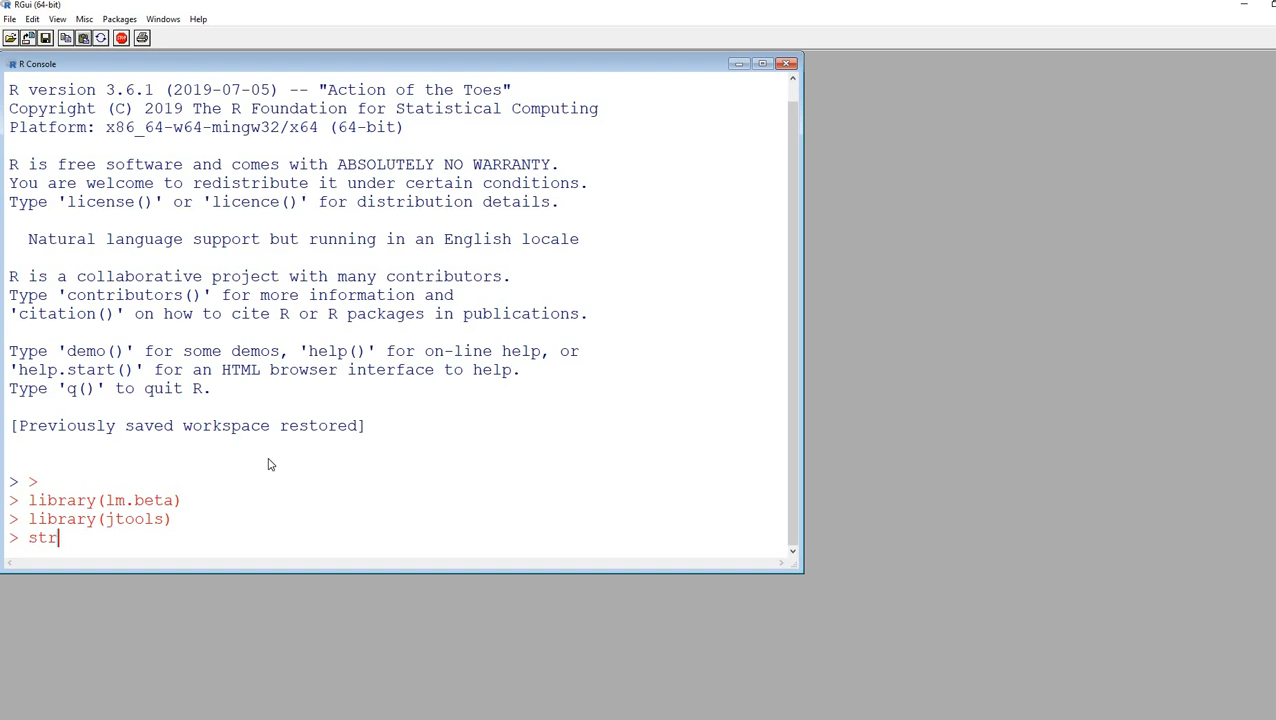 RGui (64-bit)
File Edit View Misc Packages Windows Help
STOP
R Console
R version 3.6.1 (2019-07-05) -- "Action of the Toes"
Copyright (C) 2019 The R Foundation for Statistical Computing
Platform: x86_64-w64-mingw32/x64 (64-bit)
R is free software and comes with ABSOLUTELY NO WARRANTY.
You are welcome to redistribute it under certain conditions.
Type 'license()' or 'licence()' for distribution details.
Natural language support but running in an English locale
R is a collaborative project with many contributors.
Type 'contributors()' for more information and
'citation()' on how to cite R or R packages in publications.
Type 'demo()' for some demos, 'help()' for on-line help, or
'help.start()' for an HTML browser interface to help.
Type 'q()' to quit R.
[Previously saved workspace restored]
> >
> library(lm.beta)
> library(jtools)
> str